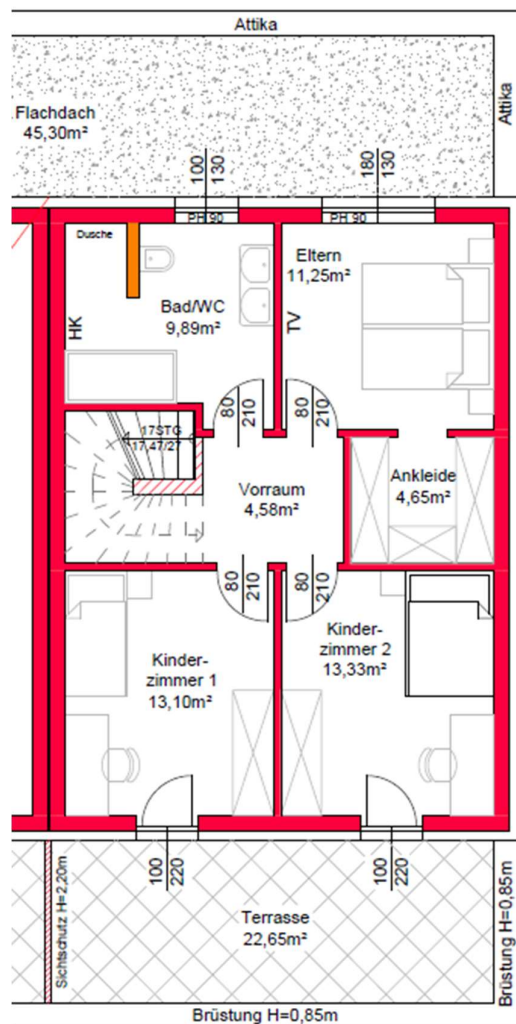 Attika
Attika
Flachdach
45,30m²
100
130
180
130
PH 90
PH 90
Dusche
Eltern
11,25m²
Bad/WC
9,89m²
HK
TV
80
210
80
210
17STG
17,47/27
Ankleide
4,65m²
Vorraum
4,58m²
80
210
80
210
Kinder-
zimmer 1
13,10m²
Kinder-
zimmer 2
13,33m²
100
220
100
220
Sichtschutz H=2,20m
Terrasse
22,65m²
Brüstung H=0,85m
Brüstung H=0,85m